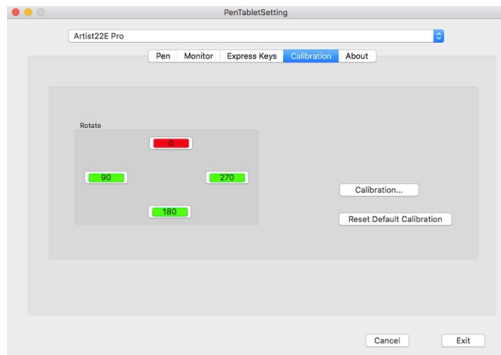 PenTabletSetting
Artist22E Pro
Pen Monitor Express Keys Calibration About
Rotate
0
90 270
180
Calibration...
Reset Default Calibration
Cancel Exit